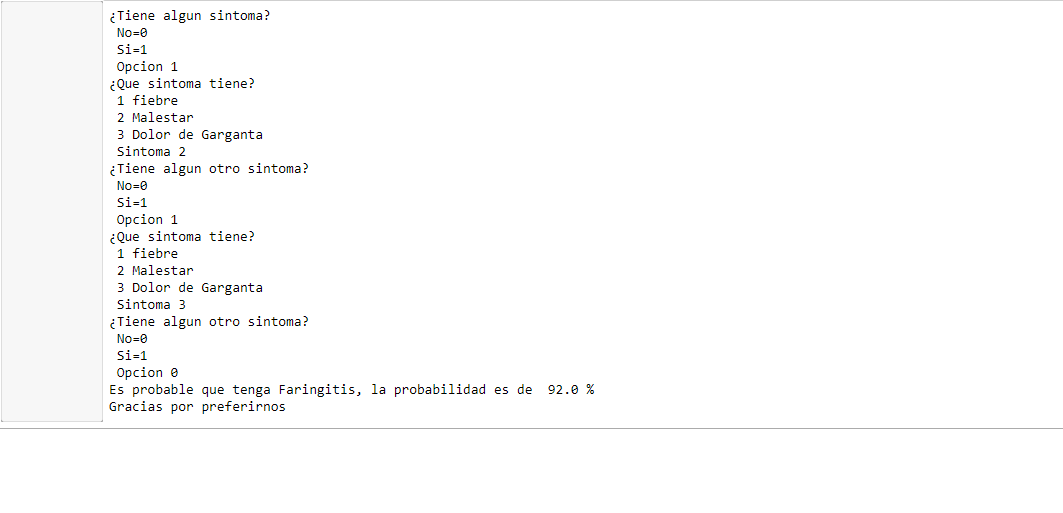 ¿Tiene algun sintoma?
No=0
Si=1
Opcion 1
¿Que sintoma tiene?
1 fiebre
2 Malestar
3 Dolor de Garganta
Sintoma 2
¿Tiene algun otro sintoma?
No=0
Si=1
Opcion 1
¿Que sintoma tiene?
1 fiebre
2 Malestar
3 Dolor de Garganta
Sintoma 3
¿Tiene algun otro sintoma?
No=0
Si=1
Opcion 0
Es probable que tenga Faringitis, la probabilidad es de  92.0 %
Gracias por preferirnos